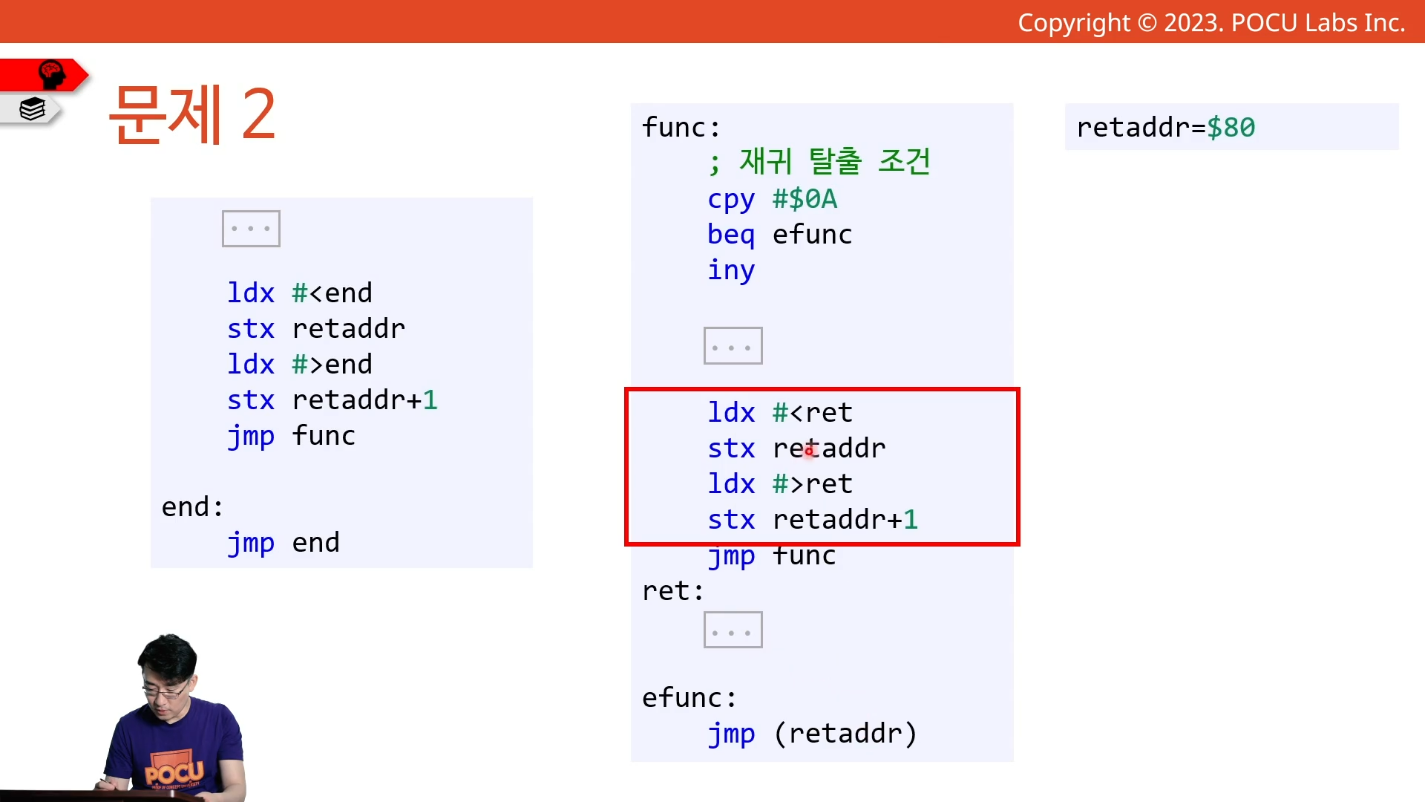 Copyright © 2023. POCU Labs Inc.
문제 2
...
ldx #<end
stx retaddr
ldx #>end
stx retaddr+1
jmp func
end:
jmp end
func:
; 재귀 탈출 조건
cpy #$0A
beq efunc
iny
...
ldx #<ret
stx retaddr
ldx #>ret
stx retaddr+1
jmp func
ret:
...
efunc:
jmp (retaddr)
retaddr=$80
POCU